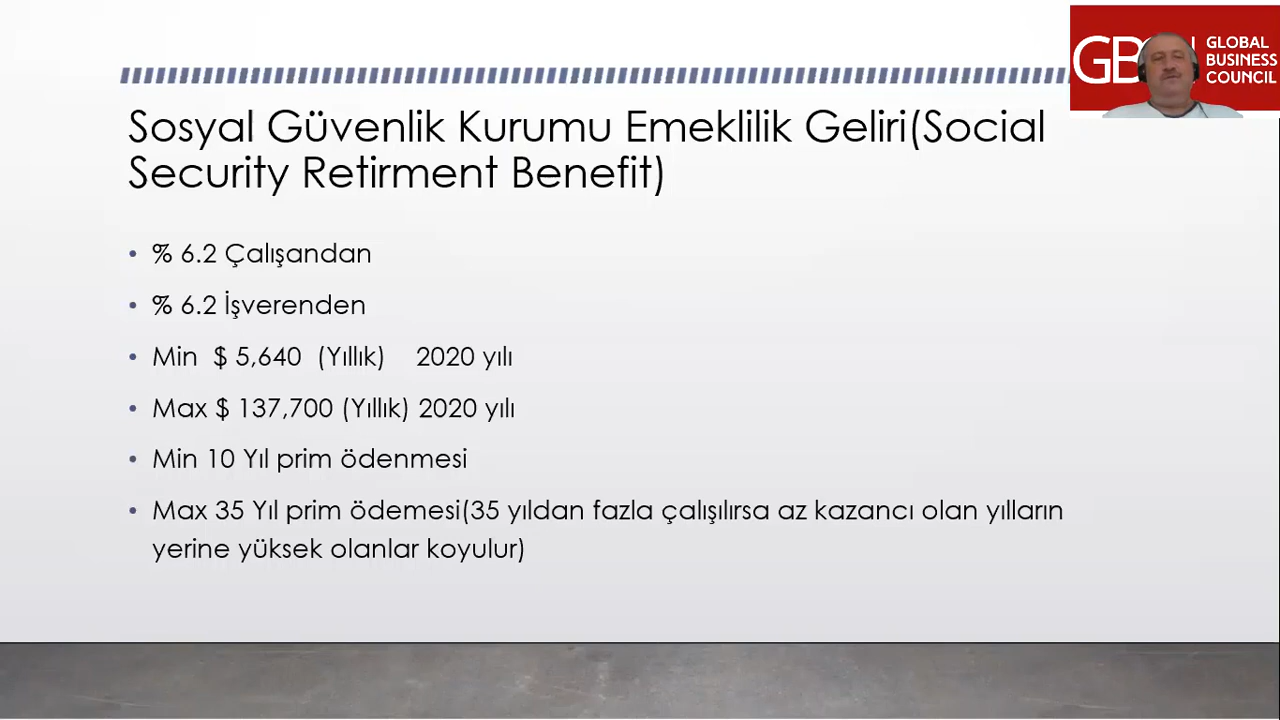 GB
GLOBAL
BUSINESS
COUNCIL
Sosyal Güvenlik Kurumu Emeklilik Geliri(Social
Security Retirment Benefit)
• % 6.2 Çalışandan
• % 6.2 İşverenden
• Min $ 5,640 (Yıllık) 2020 yılı
• Max $ 137,700 (Yıllık) 2020 yılı
• Min 10 Yıl prim ödenmesi
• Max 35 Yıl prim ödemesi(35 yıldan fazla çalışılırsa az kazancı olan yılların
yerine yüksek olanlar koyulur)